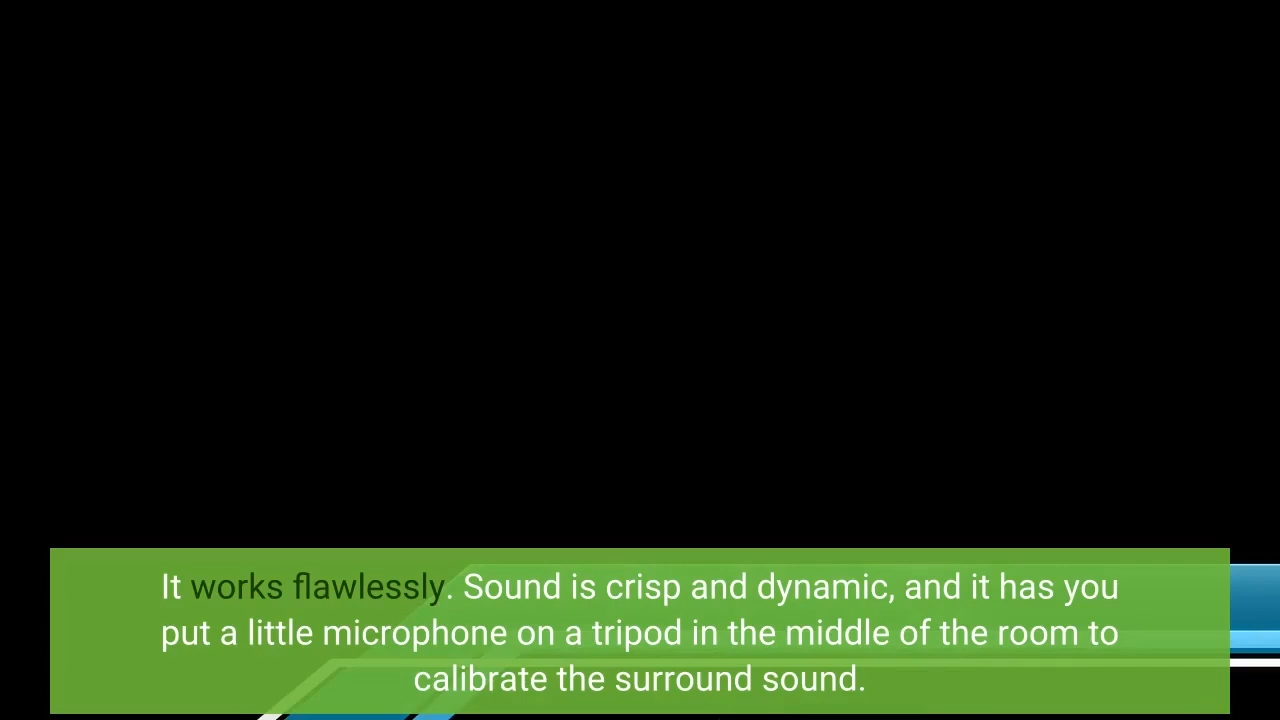 It works flawlessly. Sound is crisp and dynamic, and it has you
put a little microphone on a tripod in the middle of the room to
calibrate the surround sound.